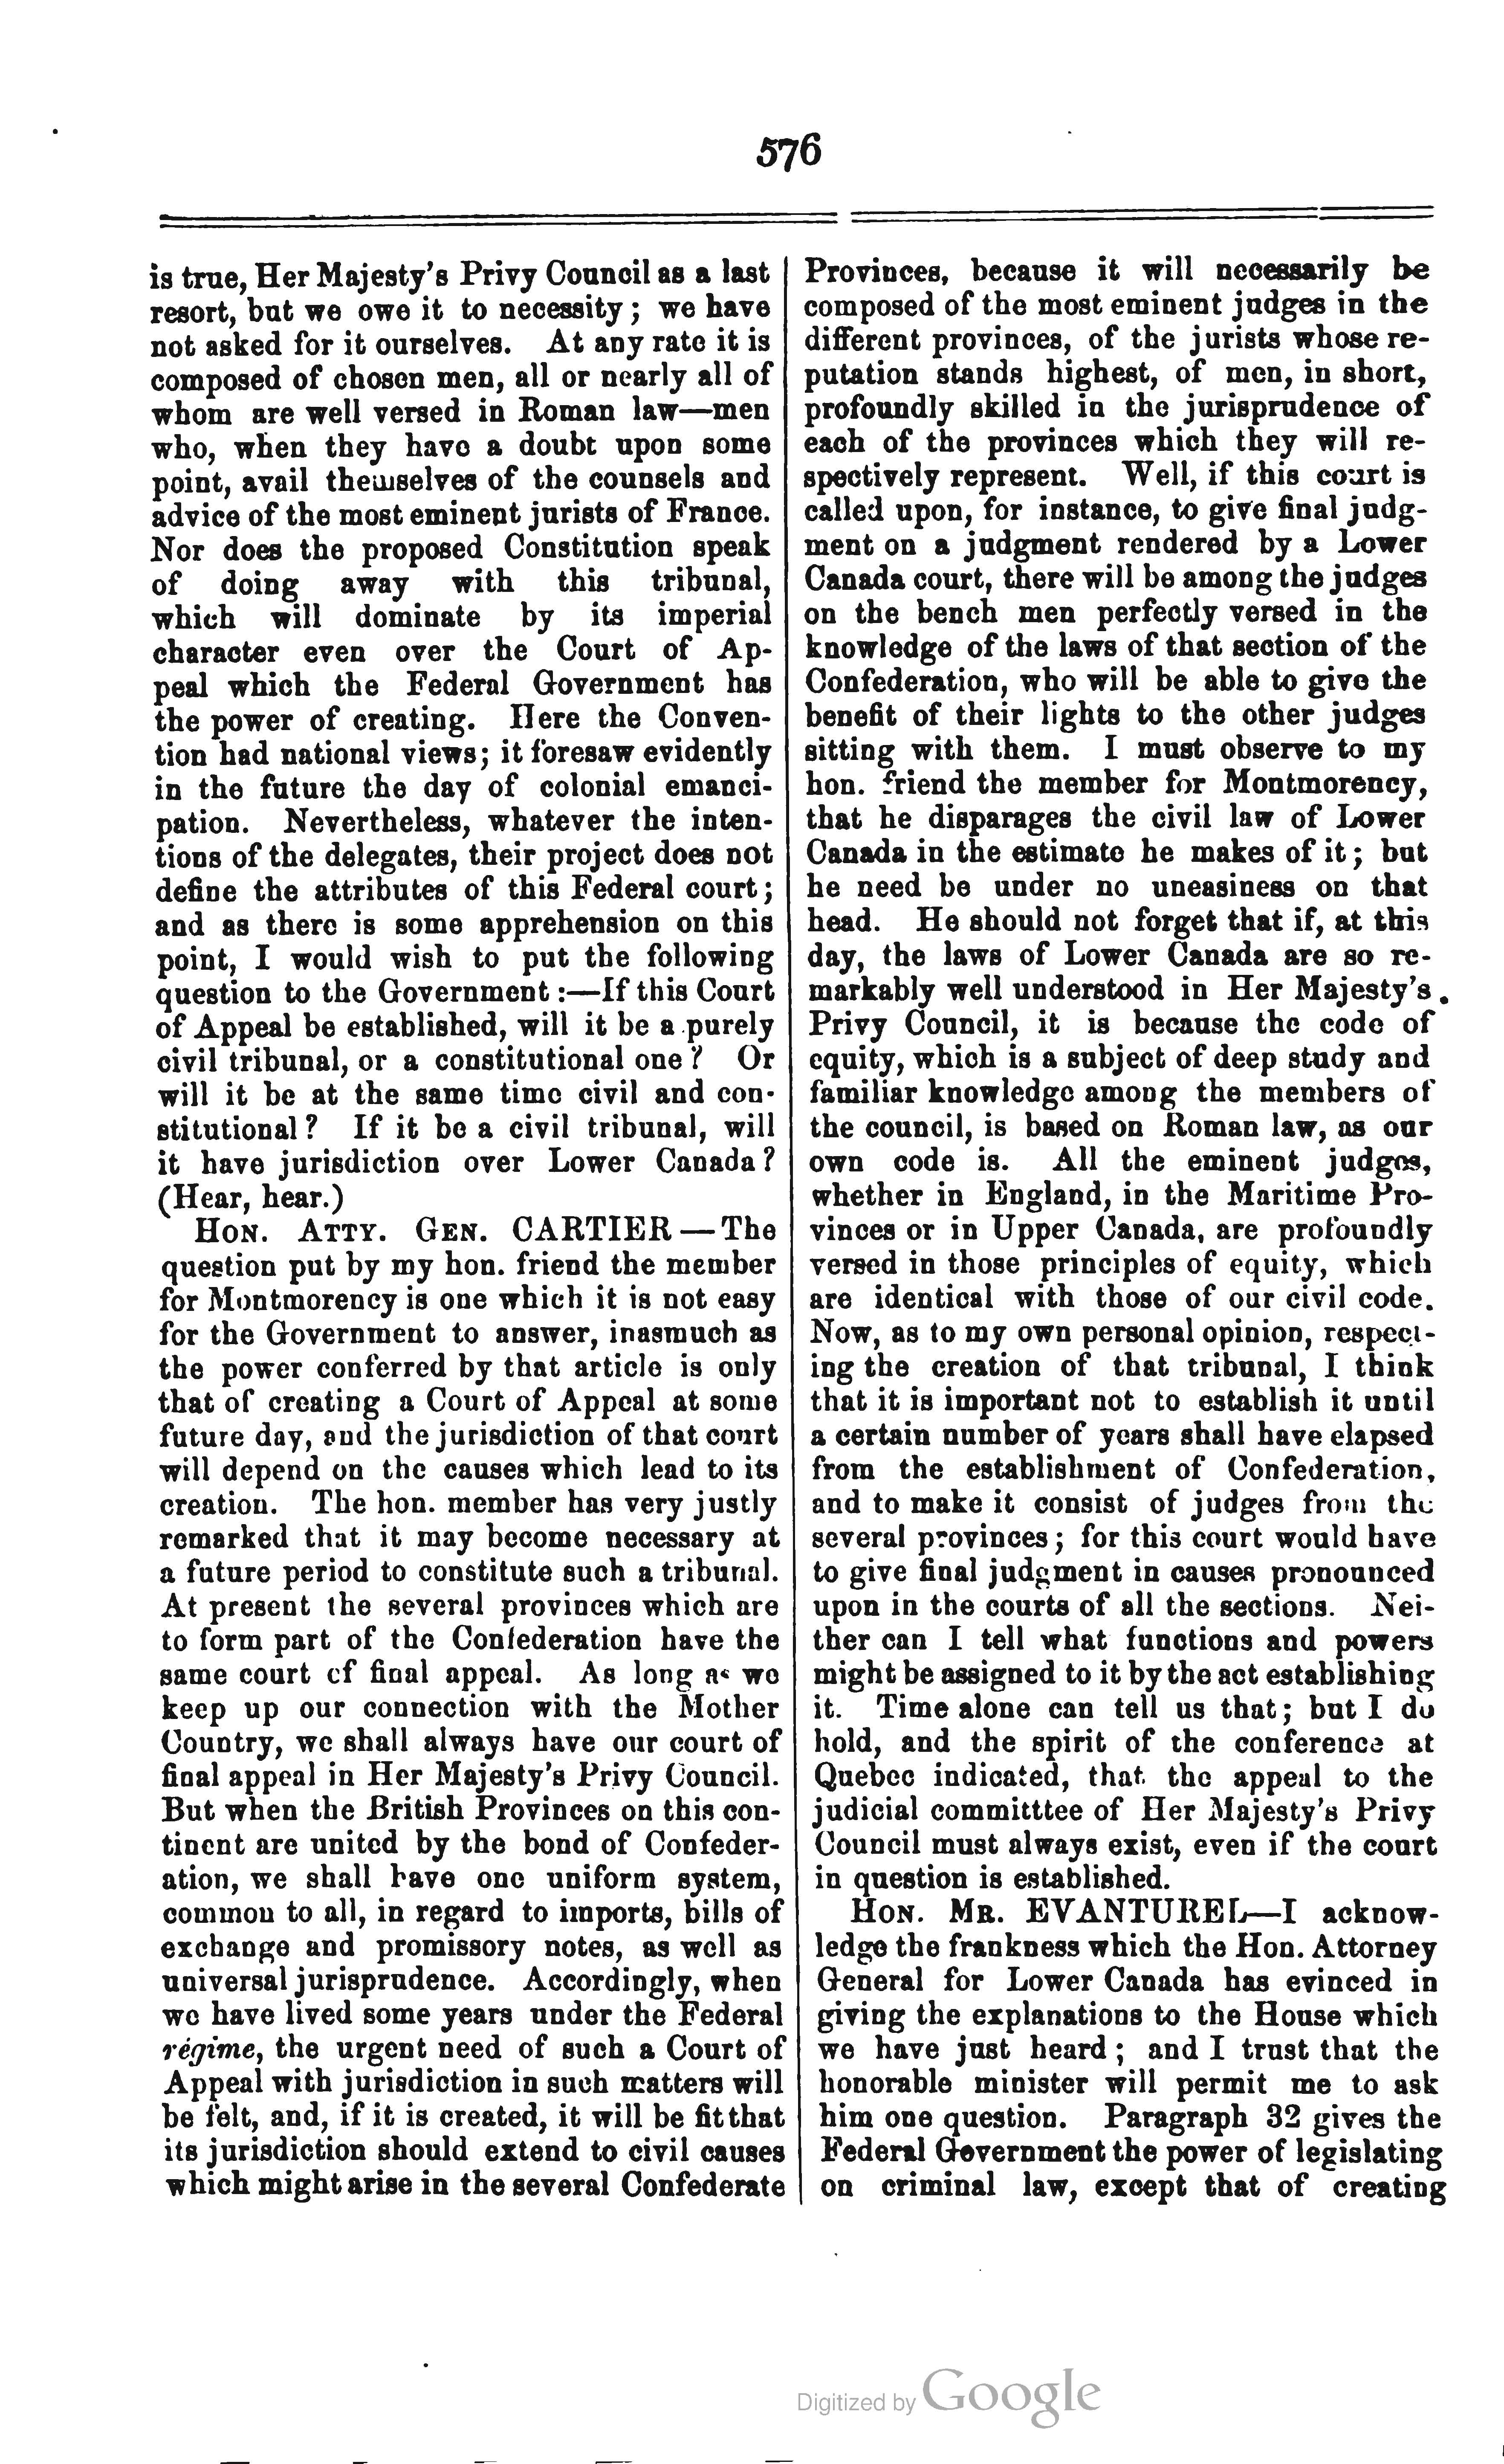 576
is true, Her Majesty's Privy Council as a last
resort, but we owe it to necessity; we have
not asked for it ourselves. At any rate it is
composed of chosen men, all or nearly all of
whom are well versed in Roman law—men
who, when they have a doubt upon some
point, avail themselves of the counsels and
advice of the most eminent jurists of France.
Nor does the proposed Constitution speak
of doing away with this tribunal,
which will dominate by its imperial
character even over the Court of Ap-
peal which the Federal Government has
the power of creating. Here the Conven-
tion had national views; it foresaw evidently
in the future the day of colonial emanci-
pation. Nevertheless, whatever the inten-
tions of the delegates, their project does not
define the attributes of this Federal court;
and as there is some apprehension on this
point, I would wish to put the following
question to the Government:—If this Court
of Appeal be established, will it be a purely
civil tribunal, or a constitutional one? Or
will it be at the same time civil and con-
stitutional? If it be a civil tribunal, will
it have jurisdiction over Lower Canada?
(Hear, hear.)
HON. ATTY. GEN. CARTIER—The
question put by my hon. friend the member
for Montmorency is one which it is not easy
for the Government to answer, inasmuch as
the power conferred by that article is only
that of creating a Court of Appeal at some
future day, and the jurisdiction of that court
will depend on the causes which lead to its
creation. The hon. member has very justly
remarked that it may become necessary at
a future period to constitute such a tribunal.
At present the several provinces which are
to form part of the Confederation have the
same court of final appeal. As long as we
keep up our connection with the Mother
Country, we shall always have our court of
final appeal in Her Majesty's Privy Council.
But when the British Provinces on this con-
tinent are united by the bond of Confeder-
ation, we shall have one uniform system,
common to all, in regard to imports, bills of
exchange and promissory notes, as well as
universal jurisprudence. Accordingly, when
we have lived some years under the Federal
régime, the urgent need of such a Court of
Appeal with jurisdiction in such matters will
be felt, and, if it is created, it will be fit that
its jurisdiction should extend to civil causes
which might arise in the several Confederate
Provinces, because it will necessarily be
composed of the most eminent judges in the
different provinces, of the jurists whose re-
putation stands highest, of men, in short,
profoundly skilled in the jurisprudence of
each of the provinces which they will re-
spectively represent. Well, if this court is
called upon, for instance, to give final judg-
ment on a judgment rendered by a Lower
Canada court, there will be among the judges
on the bench men perfectly versed in the
knowledge of the laws of that section of the
Confederation, who will be able to give the
benefit of their lights to the other judges
sitting with them. I must observe to my
hon. friend the member for Montmorency,
that he disparages the civil law of Lower
Canada in the estimate he makes of it; but
he need be under no uneasiness on that
head. He should not forget that if, at this
day, the laws of Lower Canada are so re-
markably well understood in Her Majesty's
Privy Council, it is because the code of
equity, which is a subject of deep study and
familiar knowledge among the members of
the council, is based on Roman law, as our
own code is. All the eminent judges,
whether in England, in the Maritime Pro-
vinces or in Upper Canada, are profoundly
versed in those principles of equity, which
are identical with those of our civil code.
Now, as to my own personal opinion, respect-
ing the creation of that tribunal, I think
that it is important not to establish it until
a certain number of years shall have elapsed
from the establishment of Confederation,
and to make it consist of judges from the
several provinces; for this court would have
to give final judgment in causes pronounced
upon in the courts of all the sections. Nei-
ther can I tell what functions and powers
might be assigned to it by the act establishing
it. Time alone can tell us that; but I do
hold, and the spirit of the conference at
Quebec indicated, that the appeal to the
judicial committtee of Her Majesty's Privy
Council must always exist, even if the court
in question is established.
HON. MR. EVANTUREL—I acknow-
ledge the frankness which the Hon. Attorney
General for Lower Canada has evinced in
giving the explanations to the House which
we have just heard; and I trust that the
honorable minister will permit me to ask
him one question. Paragraph 32 gives the
Federal Government the power of legislating
on criminal law, except that of creating
Digitized by Google